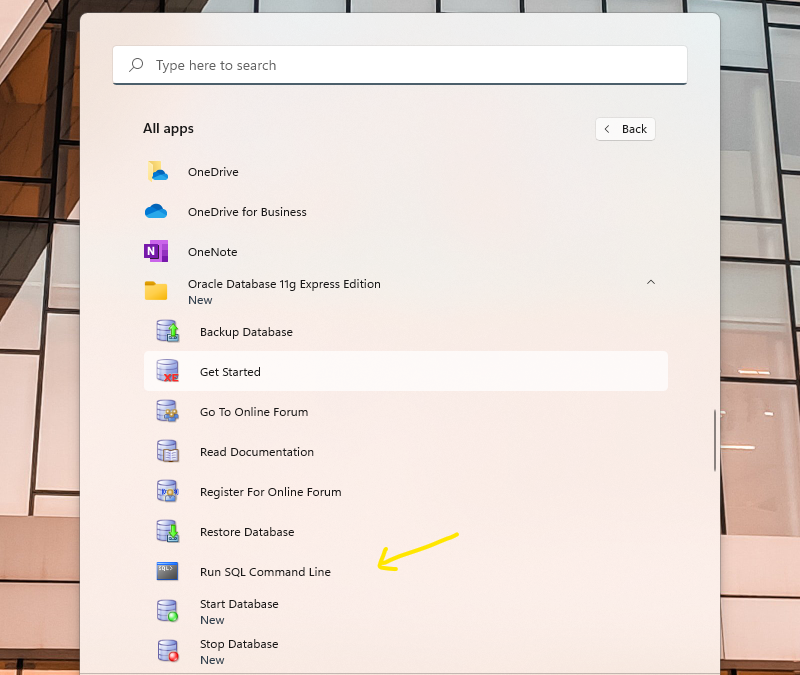 Type here to search
All apps
Back
OneDrive
OneDrive for Business
N
OneNote
Oracle Database 11g Express Edition
New
Backup Database
XE
Get Started
Go To Online Forum
Read Documentation
Register For Online Forum
Restore Database
Run SQL Command Line
Start Database
New
Stop Database
New